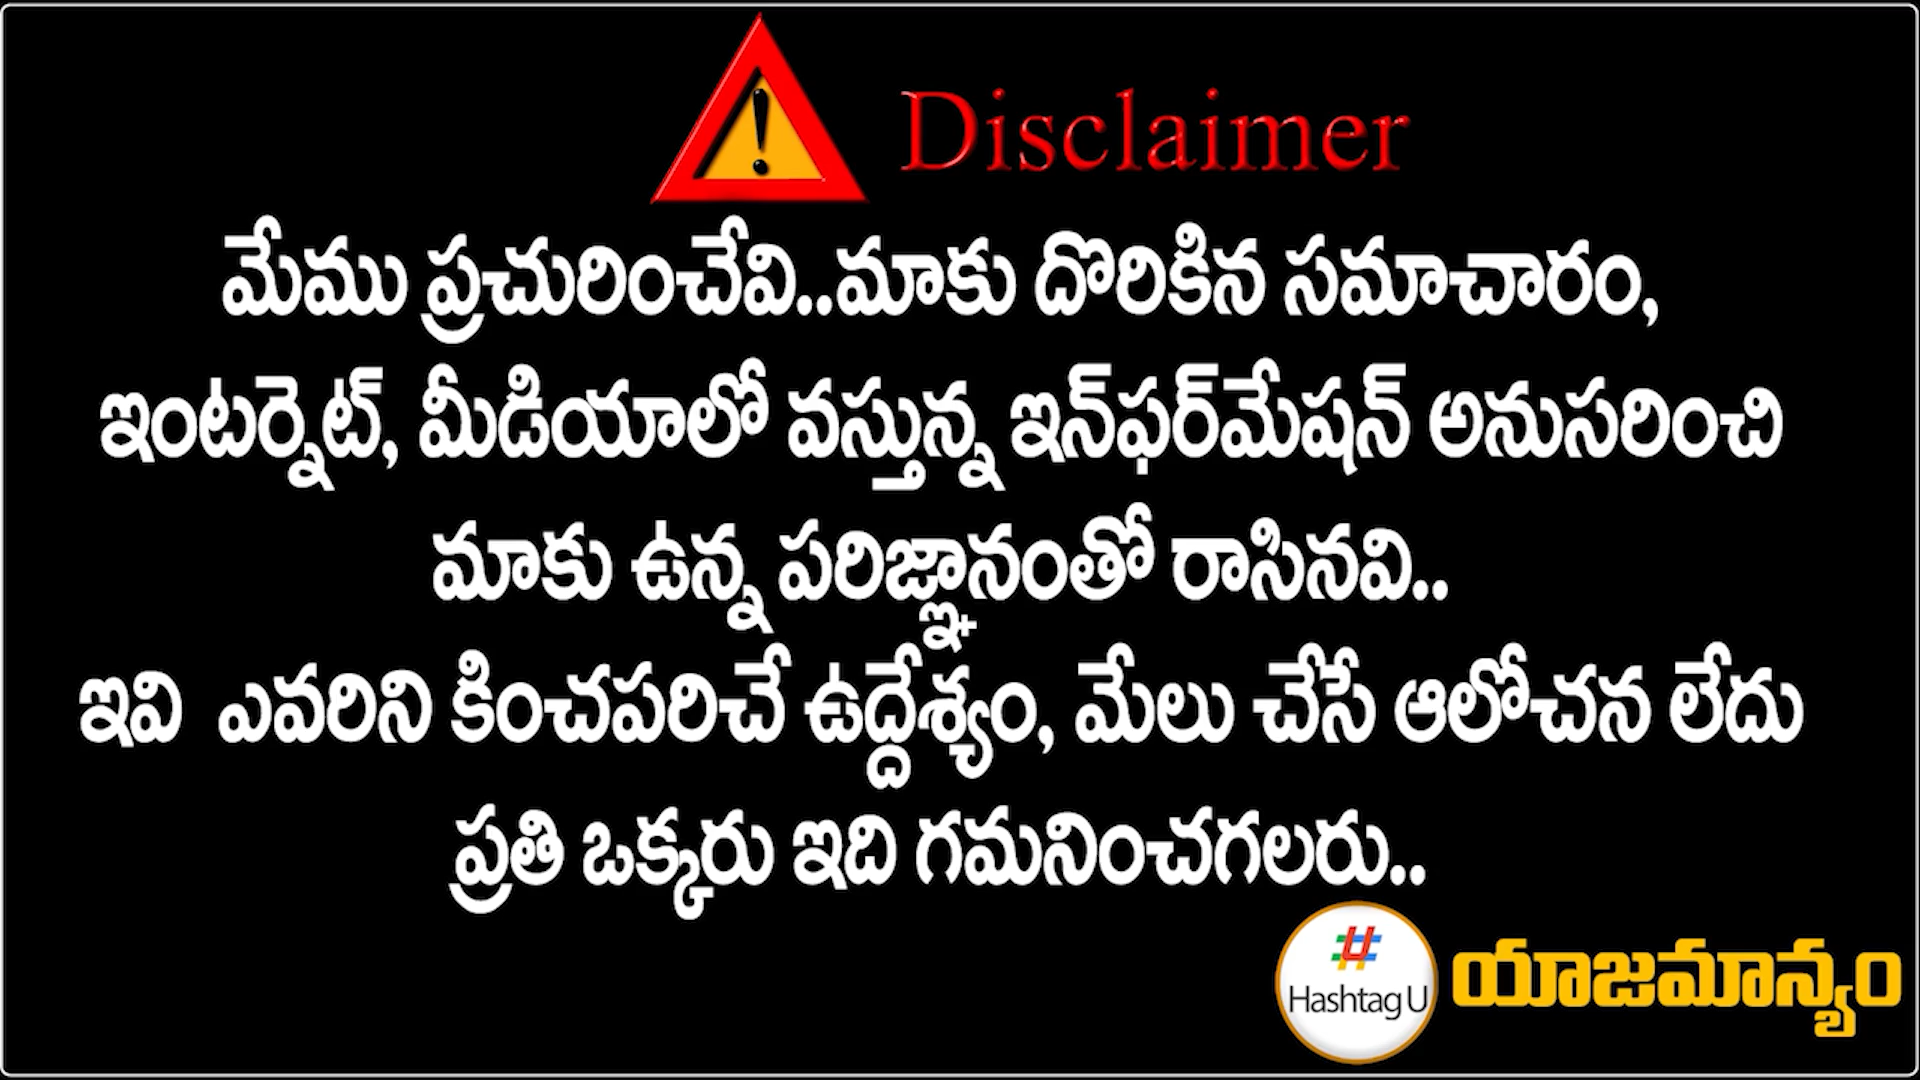 Disclaimer
మేము ప్రచురించేవి..మాకు దొరికిన సమాచారం,
ఇంటర్నెట్, మీడియాలో వస్తున్న ఇన్‌ఫర్‌మేషన్ అనుసరించి
మాకు ఉన్న పరిజ్ఞానంతో రాసినవి..
ఇవి ఎవరిని కించపరిచే ఉద్దేశ్యం, మేలు చేసే ఆలోచన లేదు
ప్రతి ఒక్కరు ఇది గమనించగలరు..
#
Hashtag U
యాజమాన్యం